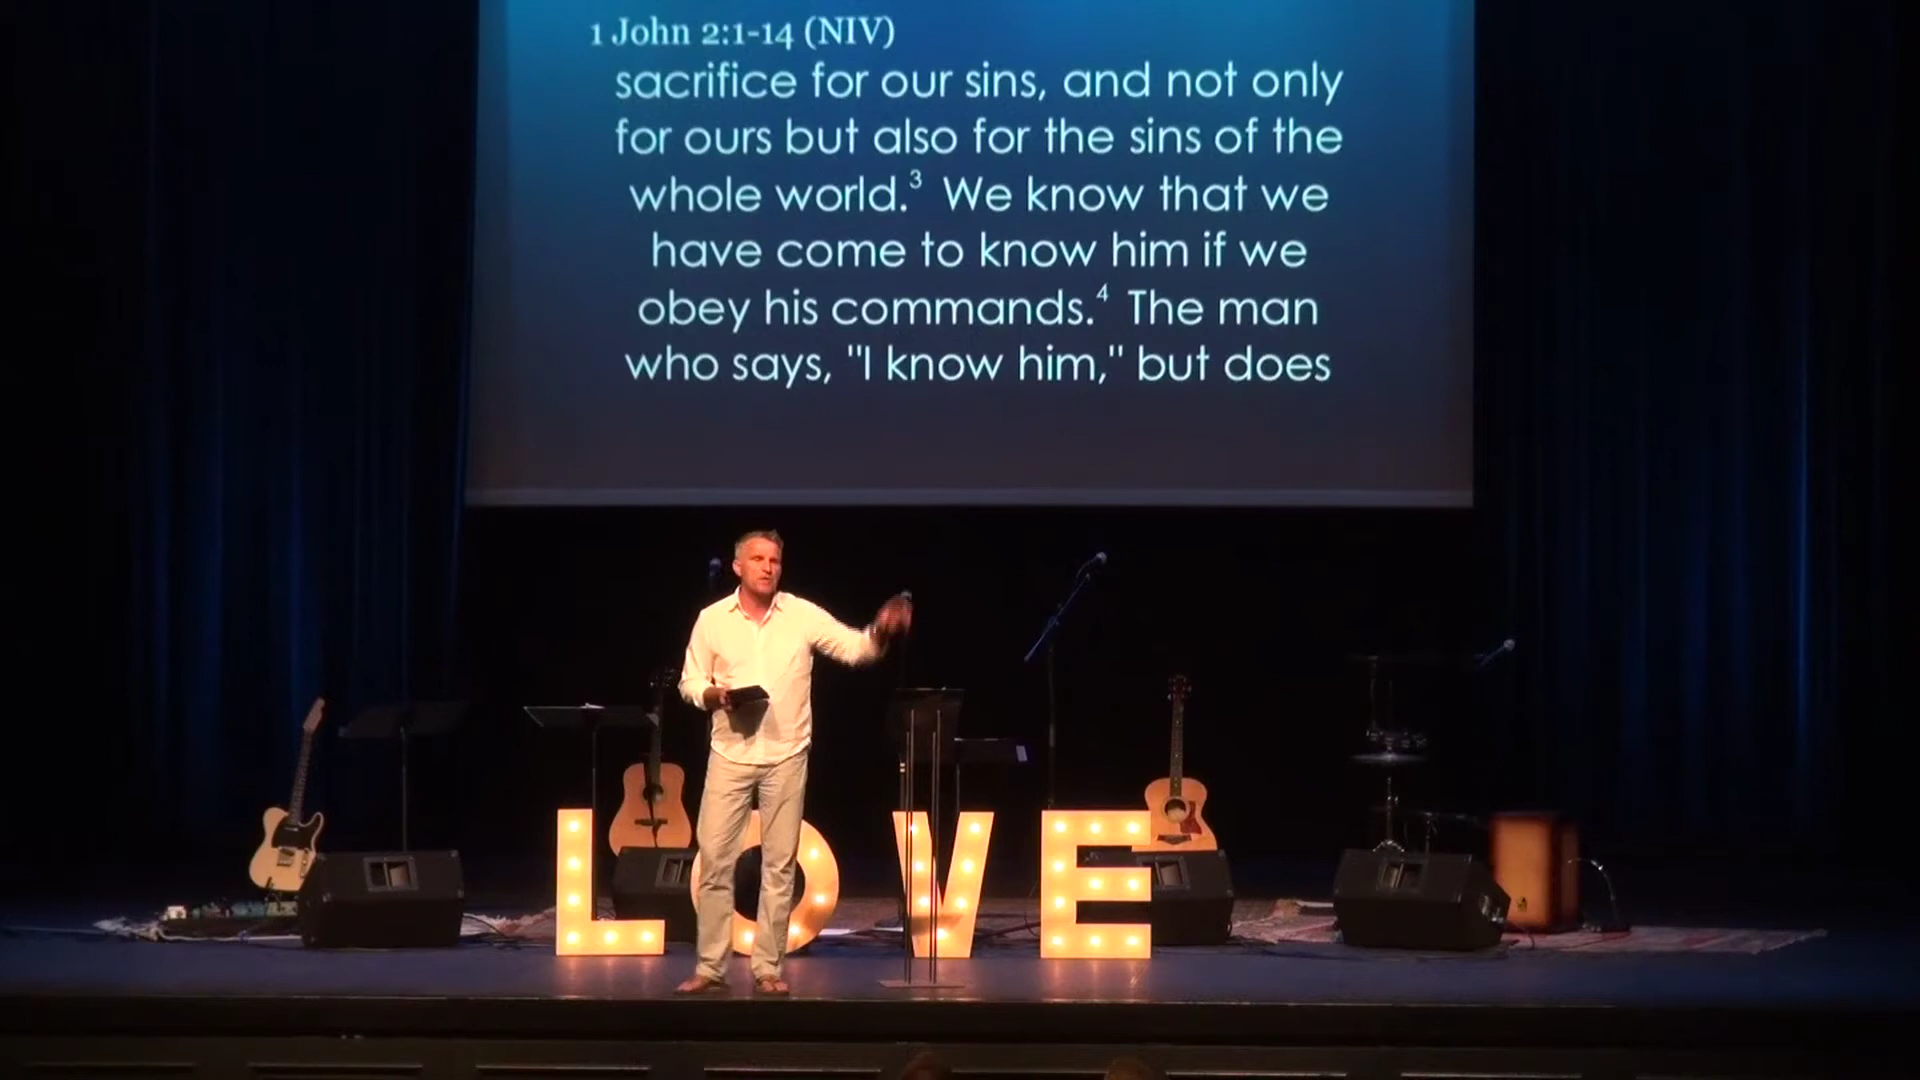 1 John 2:1-14 (NIV)
sacrifice for our sins, and not only
for ours but also for the sins of the
whole world.³ We know that we
have come to know him if we
obey his commands.⁴ The man
who says, "I know him," but does
LOVE